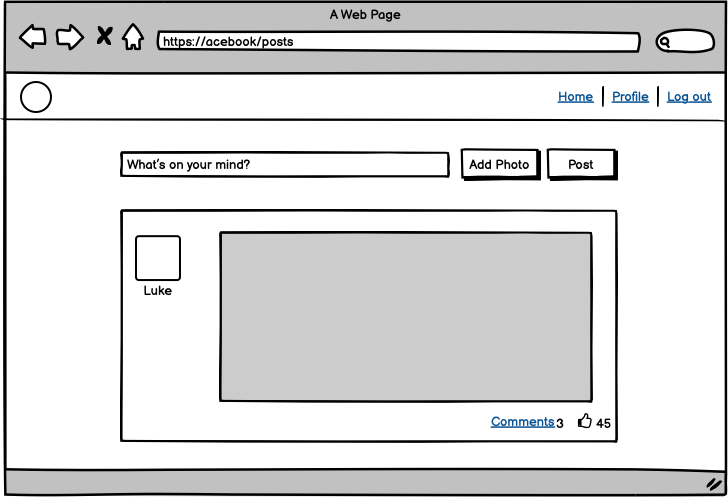 A Web Page
https://acebook/posts
Home Profile Log out
What's on your mind? Add Photo Post
Luke
Comments 3 45